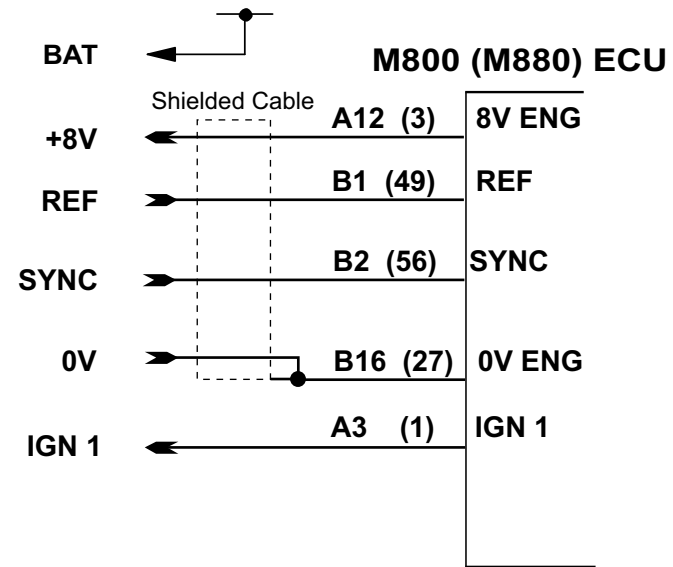 BAT
M800 (M880) ECU
Shielded Cable
+8V A12 (3) 8V ENG
REF B1 (49) REF
SYNC B2 (56) SYNC
0V B16 (27) 0V ENG
IGN 1 A3 (1) IGN 1